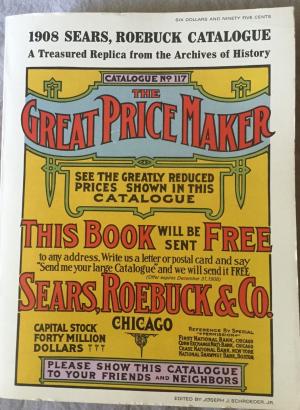 SIX DOLLARS AND NINETY FIVE CENTS
1908 SEARS, ROEBUCK CATALOGUE
A Treasured Replica from the Archives of History
CATALOGUE No 117
THE
GREAT PRICE MAKER
SEE THE GREATLY REDUCED
PRICES SHOWN IN THIS
CATALOGUE
THIS BOOK WILL BE SENT FREE
to any address, Write us a letter or postal card and say
"Send me your large Catalogue" and we will send it FREE
(Offer expires December 31, 1908)
SEARS, ROEBUCK & CO.
CHICAGO
CAPITAL STOCK
FORTY MILLION
DOLLARS
REFERENCE BY SPECIAL
PERMISSION
FIRST NATIONAL BANK, CHICAGO
CORN EXCHANGE NAT'L BANK, CHICAGO
CHASE NATIONAL BANK, NEW YORK
NATIONAL SHAWMUT BANK, BOSTON
PLEASE SHOW THIS CATALOGUE
TO YOUR FRIENDS AND NEIGHBORS
EDITED BY JOSEPH J. SCHROEDER, JR.